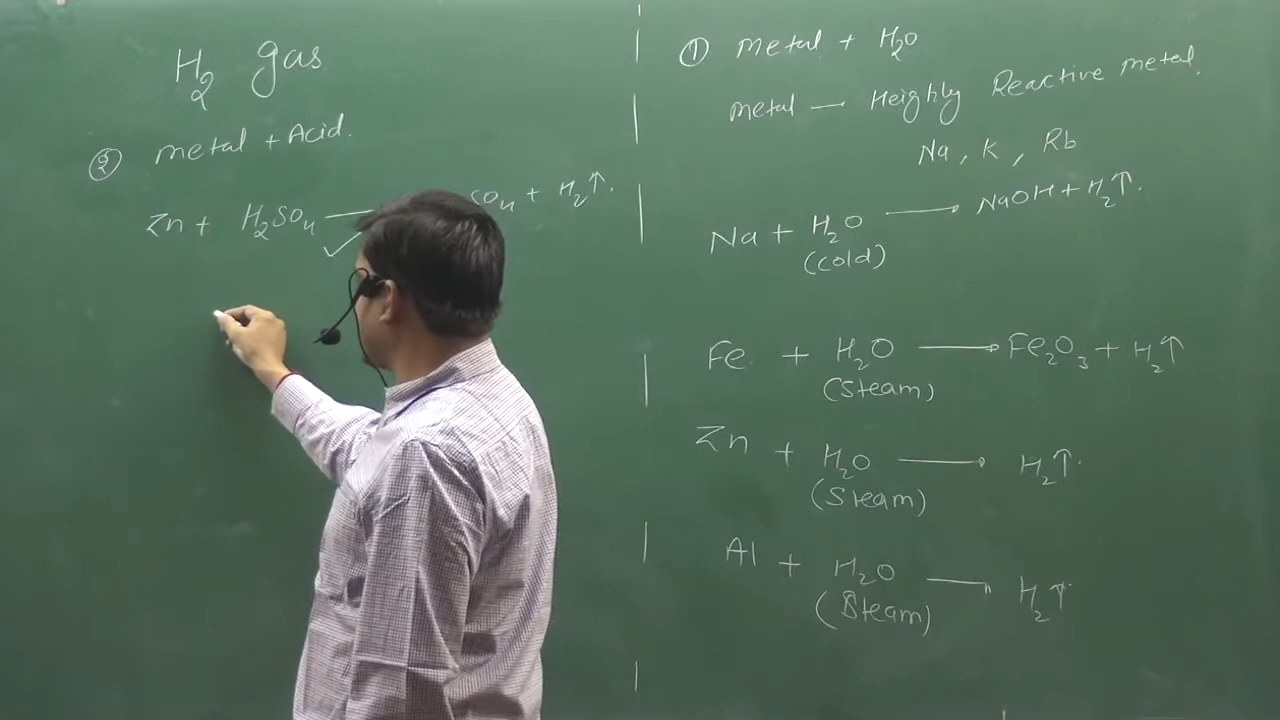 H₂ gas
② metal + Acid.
Zn + H₂SO₄ — SO₄ + H₂↑.
① metal + H₂O
metal — Heighly Reactive metal.
Na, K, Rb
Na + H₂O → NaOH + H₂↑.
(cold)
Fe + H₂O → Fe₂O₃ + H₂↑
(Steam)
Zn + H₂O → H₂↑.
(Steam)
Al + H₂O → H₂↑
(Steam)